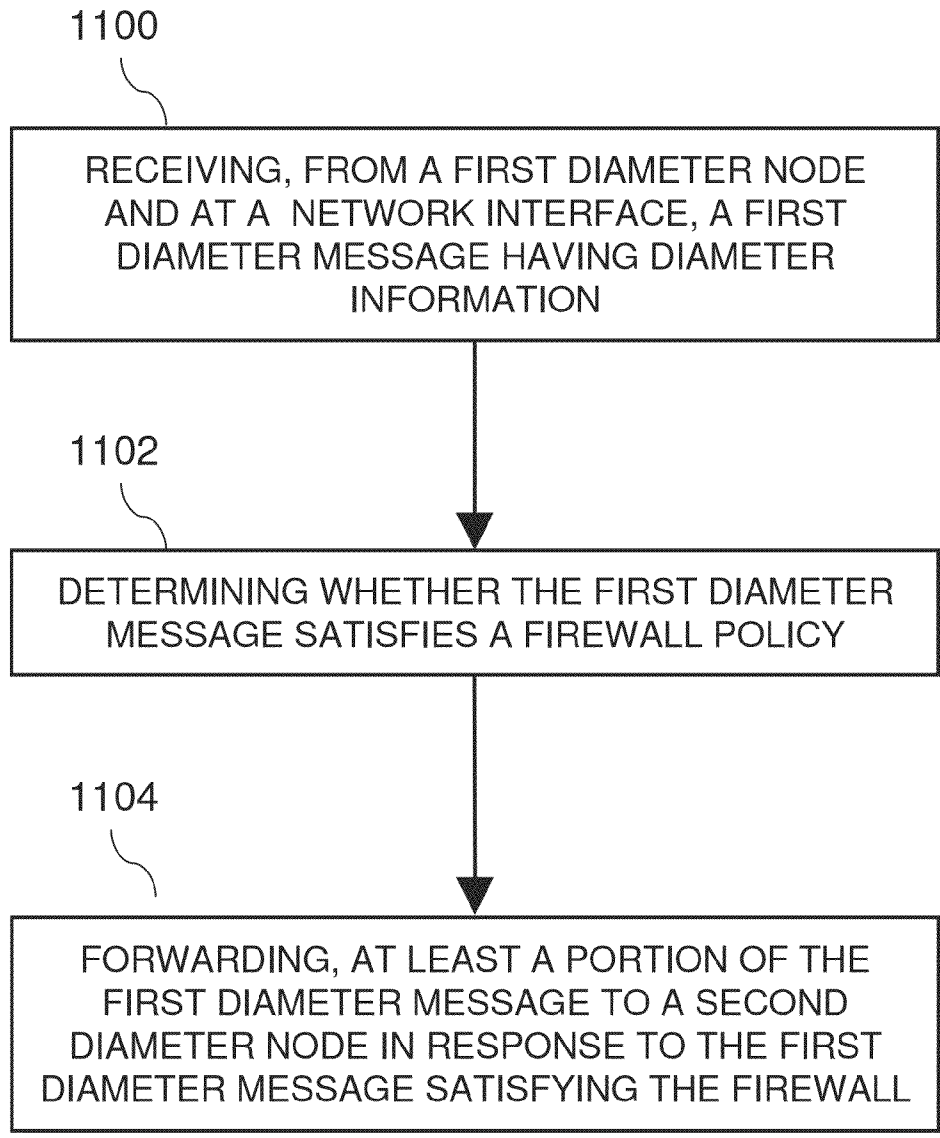 1100
RECEIVING, FROM A FIRST DIAMETER NODE
AND AT A NETWORK INTERFACE, A FIRST
DIAMETER MESSAGE HAVING DIAMETER
INFORMATION
1102
DETERMINING WHETHER THE FIRST DIAMETER
MESSAGE SATISFIES A FIREWALL POLICY
1104
FORWARDING, AT LEAST A PORTION OF THE
FIRST DIAMETER MESSAGE TO A SECOND
DIAMETER NODE IN RESPONSE TO THE FIRST
DIAMETER MESSAGE SATISFYING THE FIREWALL